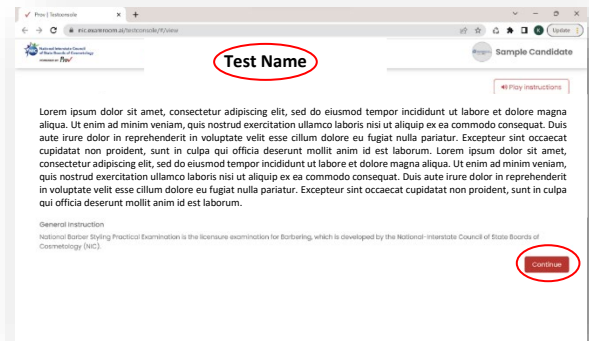 Prov | Testconsole
nic.examroom.ai/testconsole/#/view
Update
National Interstate Council
of State Boards of Cosmetology
POWERED BY Prov
Test Name
Sample Candidate
Play Instructions
Lorem ipsum dolor sit amet, consectetur adipiscing elit, sed do eiusmod tempor incididunt ut labore et dolore magna
aliqua. Ut enim ad minim veniam, quis nostrud exercitation ullamco laboris nisi ut aliquip ex ea commodo consequat. Duis
aute irure dolor in reprehenderit in voluptate velit esse cillum dolore eu fugiat nulla pariatur. Excepteur sint occaecat
cupidatat non proident, sunt in culpa qui officia deserunt mollit anim id est laborum. Lorem ipsum dolor sit amet,
consectetur adipiscing elit, sed do eiusmod tempor incididunt ut labore et dolore magna aliqua. Ut enim ad minim veniam,
quis nostrud exercitation ullamco laboris nisi ut aliquip ex ea commodo consequat. Duis aute irure dolor in reprehenderit
in voluptate velit esse cillum dolore eu fugiat nulla pariatur. Excepteur sint occaecat cupidatat non proident, sunt in culpa
qui officia deserunt mollit anim id est laborum.
General Instruction
National Barber Styling Practical Examination is the licensure examination for Barbering, which is developed by the National-Interstate Council of State Boards of
Cosmetology (NIC).
Continue